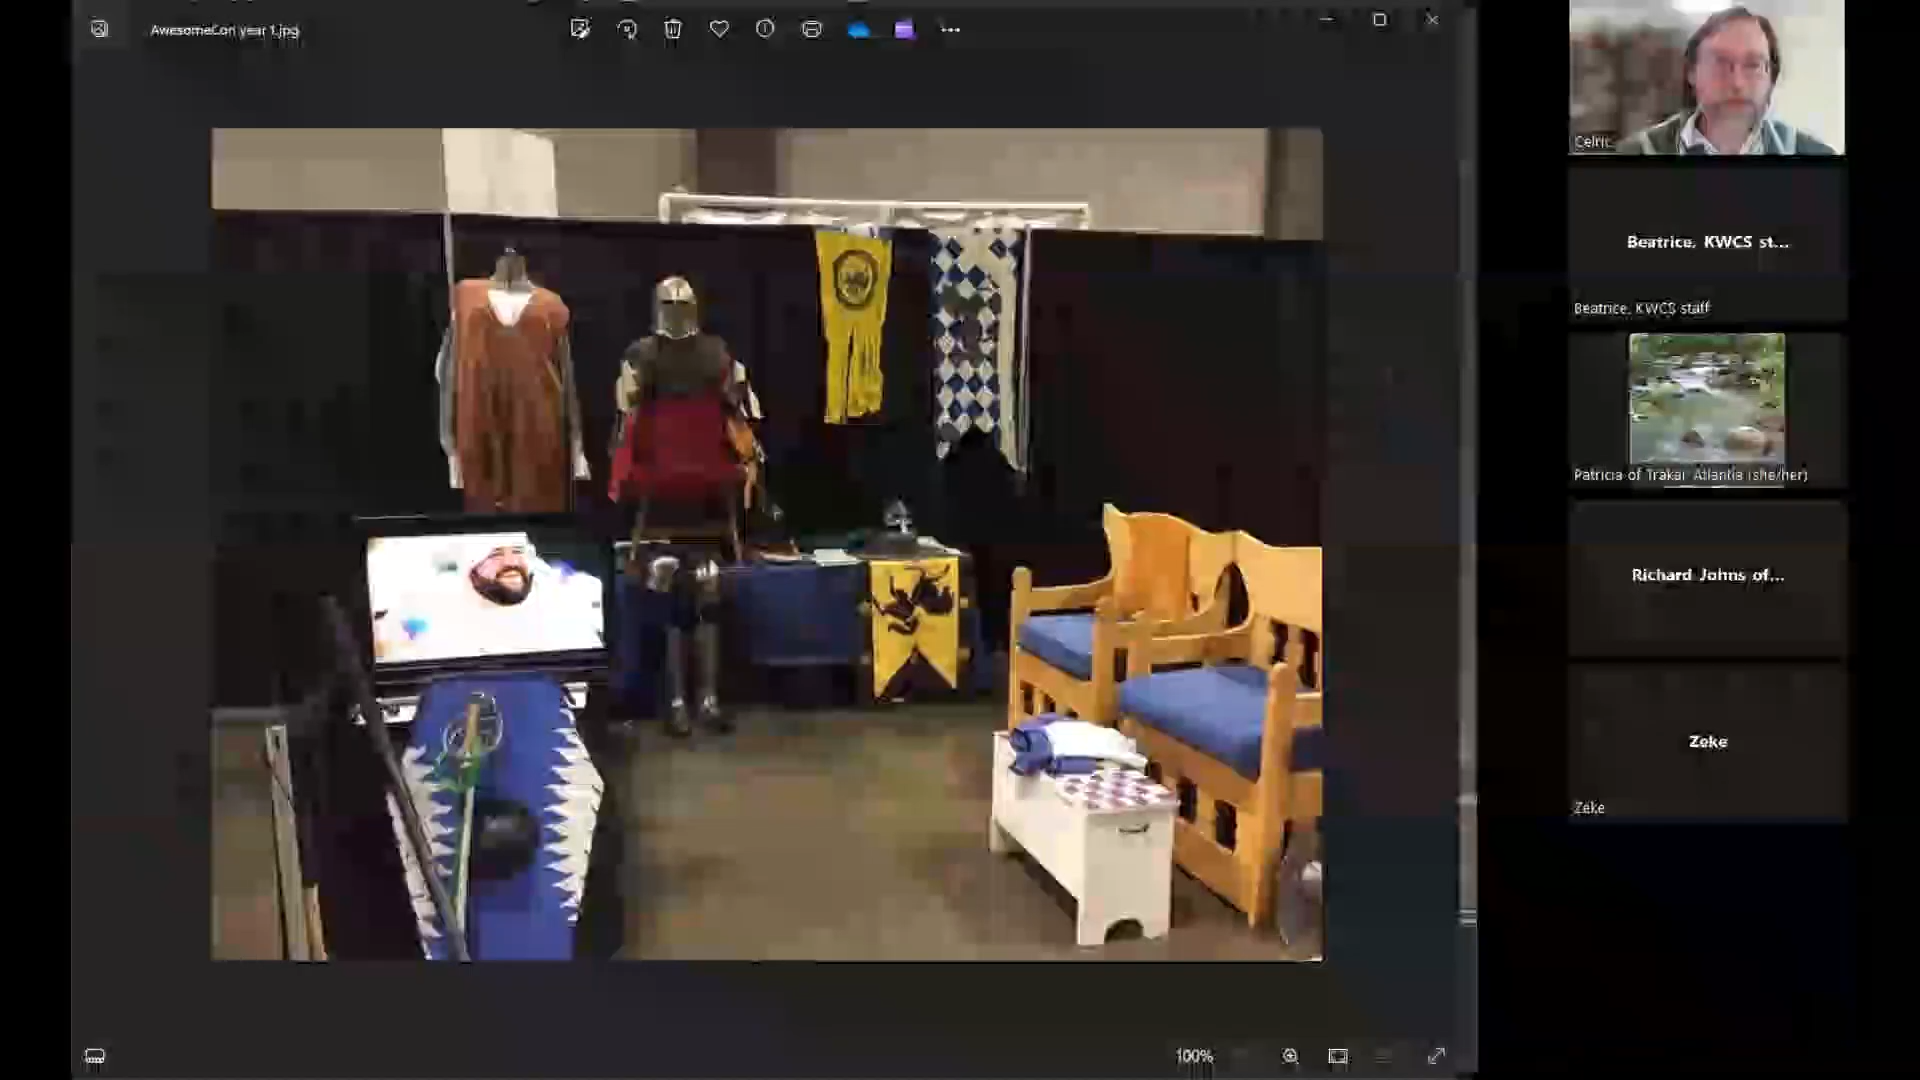 AwesomeCon year 1.jpg
Celric
Beatrice, KWCS st...
Beatrice, KWCS staff
Patricia of Trakai Atlantia (she/her)
Richard Johns of...
Zeke
Zeke
100%